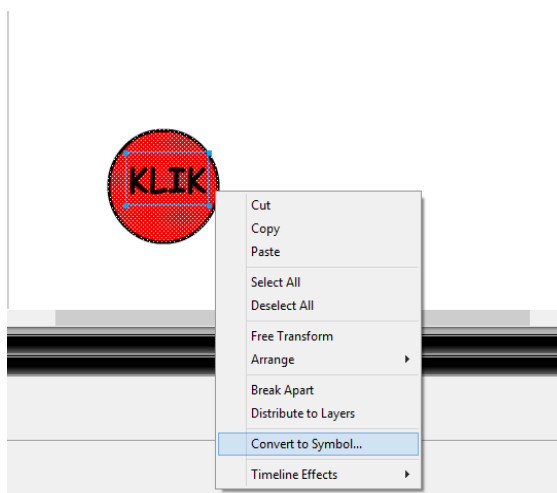 KLIK
Cut
Copy
Paste
Select All
Deselect All
Free Transform
Arrange
Break Apart
Distribute to Layers
Convert to Symbol...
Timeline Effects